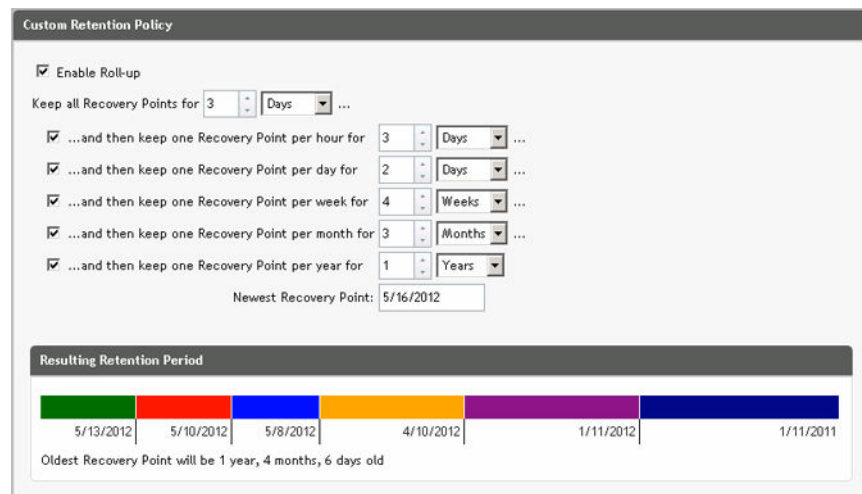 Custom Retention Policy
Enable Roll-up
Keep all Recovery Points for 3 Days ...
...and then keep one Recovery Point per hour for 3 Days ...
...and then keep one Recovery Point per day for 2 Days ...
...and then keep one Recovery Point per week for 4 Weeks ...
...and then keep one Recovery Point per month for 3 Months ...
...and then keep one Recovery Point per year for 1 Years
Newest Recovery Point: 5/16/2012
Resulting Retention Period
5/13/2012 5/10/2012 5/8/2012 4/10/2012 1/11/2012 1/11/2011
Oldest Recovery Point will be 1 year, 4 months, 6 days old